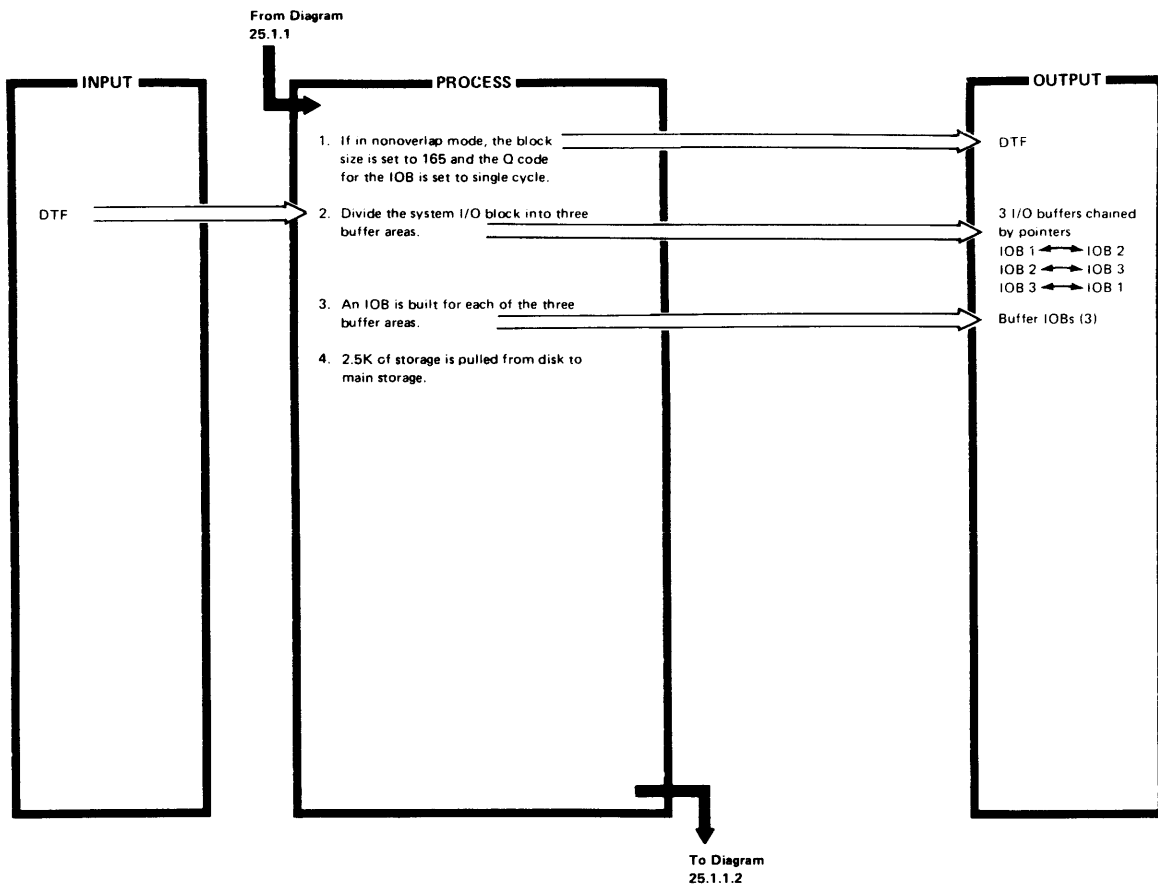 From Diagram
25.1.1
INPUT
PROCESS
OUTPUT
1. If in nonoverlap mode, the block
size is set to 165 and the Q code
for the IOB is set to single cycle.
DTF
DTF
2. Divide the system I/O block into three
buffer areas.
3 I/O buffers chained
by pointers
IOB 1 ↔ IOB 2
IOB 2 ↔ IOB 3
IOB 3 ↔ IOB 1
3. An IOB is built for each of the three
buffer areas.
Buffer IOBs (3)
4. 2.5K of storage is pulled from disk to
main storage.
To Diagram
25.1.1.2